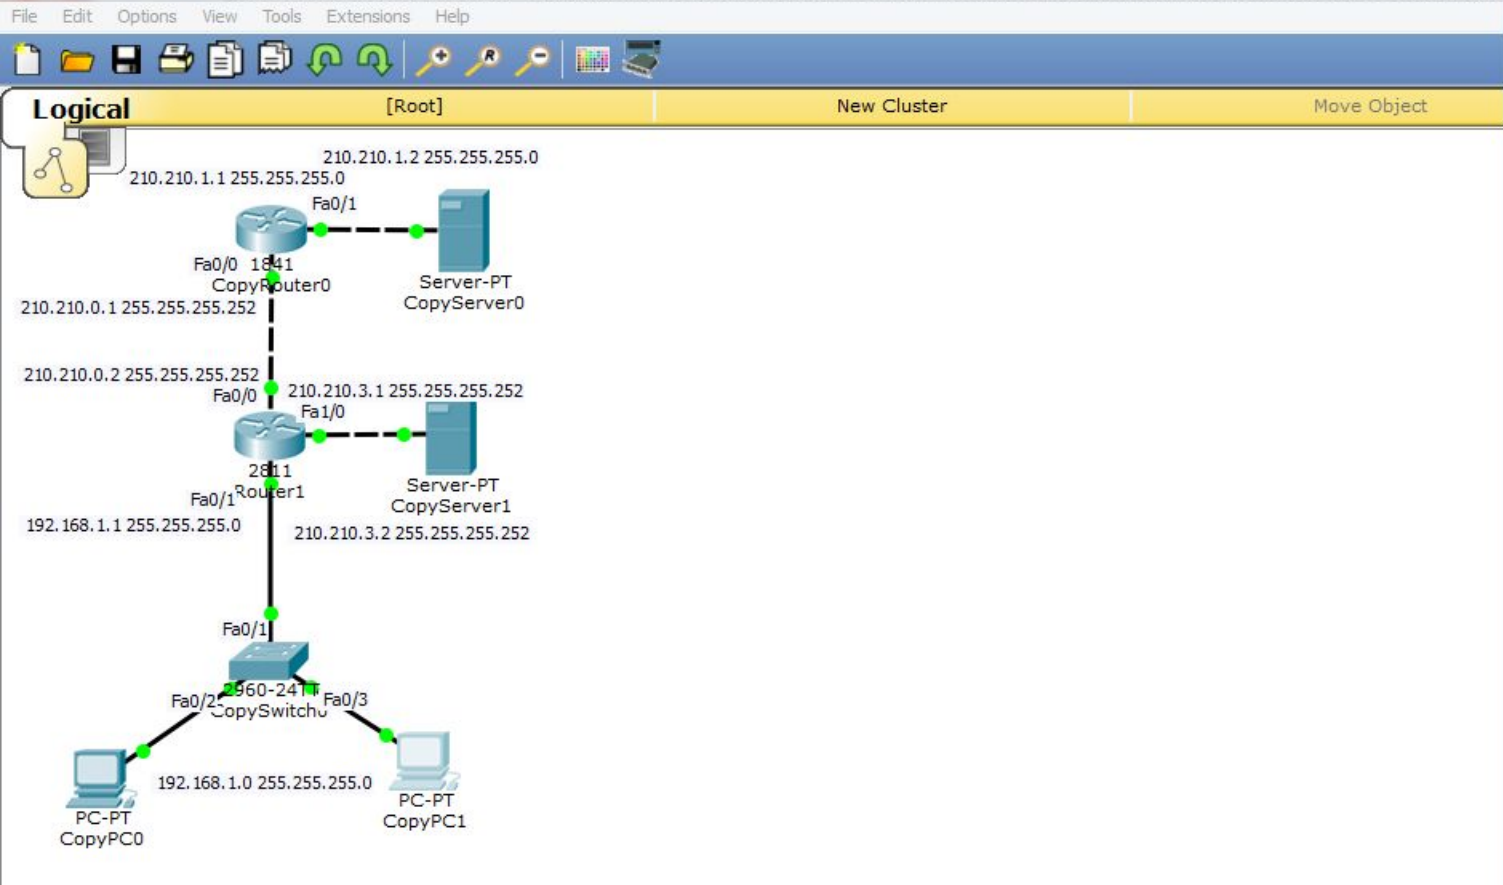 File Edit Options View Tools Extensions Help
R
Logical [Root] New Cluster Move Object
210.210.1.2 255.255.255.0
210.210.1.1 255.255.255.0
Fa0/1
Fa0/0 1841
CopyRouter0
Server-PT
CopyServer0
210.210.0.1 255.255.255.252
210.210.0.2 255.255.255.252
Fa0/0
210.210.3.1 255.255.255.252
Fa1/0
2811
Router1
Fa0/1
Server-PT
CopyServer1
192.168.1.1 255.255.255.0
210.210.3.2 255.255.255.252
Fa0/1
2960-24TT
CopySwitch0
Fa0/2
Fa0/3
192.168.1.0 255.255.255.0
PC-PT
CopyPC0
PC-PT
CopyPC1